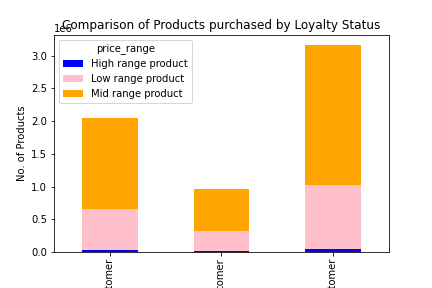 Comparison of Products purchased by Loyalty Status
1e6
price_range
High range product
Low range product
Mid range product
No. of Products
3.0
2.5
2.0
1.5
1.0
0.5
0.0
tomer
tomer
tomer